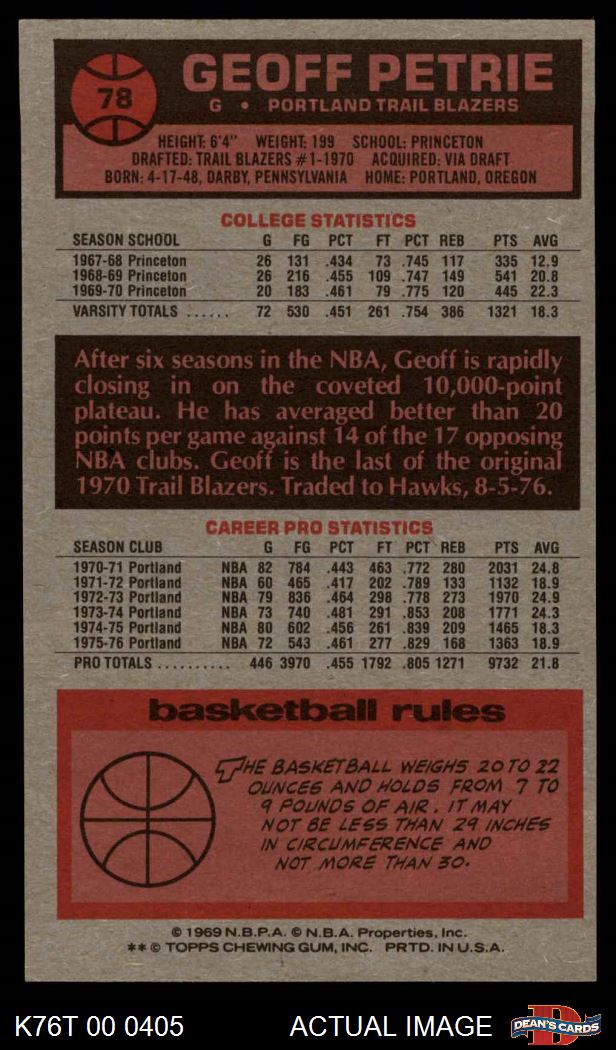 78
GEOFF PETRIE
G • PORTLAND TRAIL BLAZERS
HEIGHT: 6'4" WEIGHT: 199 SCHOOL: PRINCETON
DRAFTED: TRAIL BLAZERS #1-1970 ACQUIRED: VIA DRAFT
BORN: 4-17-48, DARBY, PENNSYLVANIA HOME: PORTLAND, OREGON
COLLEGE STATISTICS
SEASON SCHOOL G FG PCT FT PCT REB PTS AVG
1967-68 Princeton 26 131 .434 73 .745 117 335 12.9
1968-69 Princeton 26 216 .455 109 .747 149 541 20.8
1969-70 Princeton 20 183 .461 79 .775 120 445 22.3
VARSITY TOTALS ...... 72 530 .451 261 .754 386 1321 18.3
After six seasons in the NBA, Geoff is rapidly
closing in on the coveted 10,000-point
plateau. He has averaged better than 20
points per game against 14 of the 17 opposing
NBA clubs. Geoff is the last of the original
1970 Trail Blazers. Traded to Hawks, 8-5-76.
CAREER PRO STATISTICS
SEASON CLUB G FG PCT FT PCT REB PTS AVG
1970-71 Portland NBA 82 784 .443 463 .772 280 2031 24.8
1971-72 Portland NBA 60 465 .417 202 .789 133 1132 18.9
1972-73 Portland NBA 79 836 .464 298 .778 273 1970 24.9
1973-74 Portland NBA 73 740 .481 291 .853 208 1771 24.3
1974-75 Portland NBA 80 602 .456 261 .839 209 1465 18.3
1975-76 Portland NBA 72 543 .461 277 .829 168 1363 18.9
PRO TOTALS .......... 446 3970 .455 1792 .805 1271 9732 21.8
basketball rules
THE BASKETBALL WEIGHS 20 TO 22
OUNCES AND HOLDS FROM 7 TO
9 POUNDS OF AIR. IT MAY
NOT BE LESS THAN 29 INCHES
IN CIRCUMFERENCE AND
NOT MORE THAN 30.
© 1969 N.B.P.A. © N.B.A. Properties, Inc.
** © TOPPS CHEWING GUM, INC. PRTD. IN U.S.A.
K76T 00 0405 ACTUAL IMAGE
D
DEAN'S CARDS